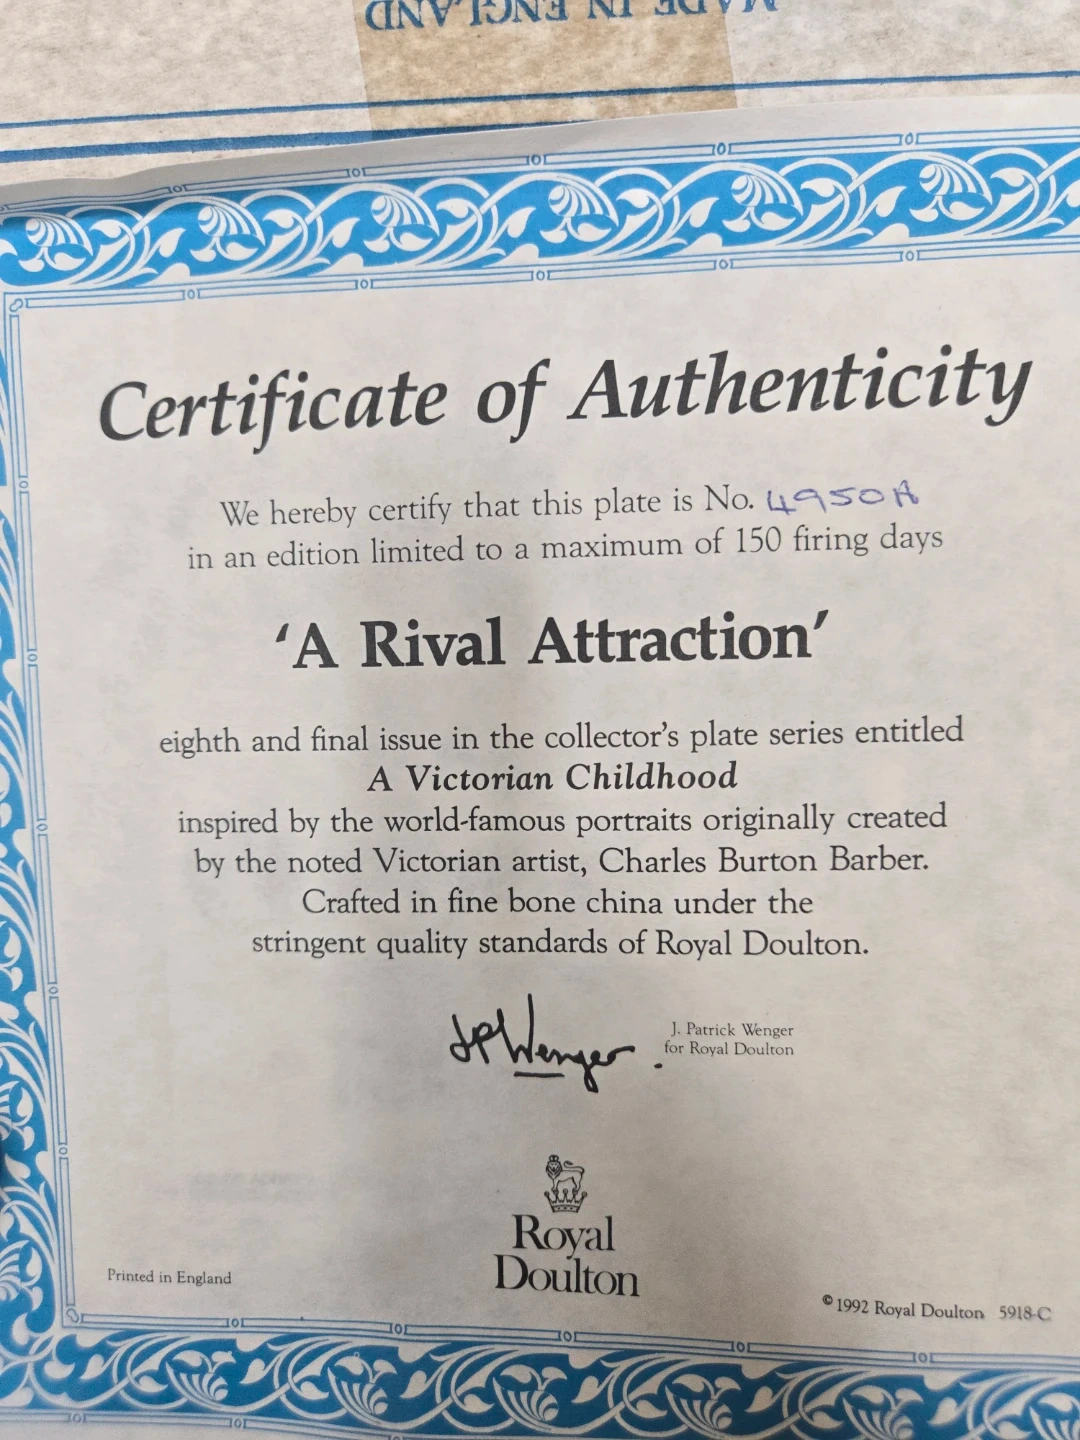 MADE IN ENGLAND
Certificate of Authenticity
We hereby certify that this plate is No. 4950A
in an edition limited to a maximum of 150 firing days
‘A Rival Attraction’
eighth and final issue in the collector’s plate series entitled
A Victorian Childhood
inspired by the world-famous portraits originally created
by the noted Victorian artist, Charles Burton Barber.
Crafted in fine bone china under the
stringent quality standards of Royal Doulton.
JPWenger
J. Patrick Wenger
for Royal Doulton
Royal
Doulton
Printed in England
© 1992 Royal Doulton 5918-C